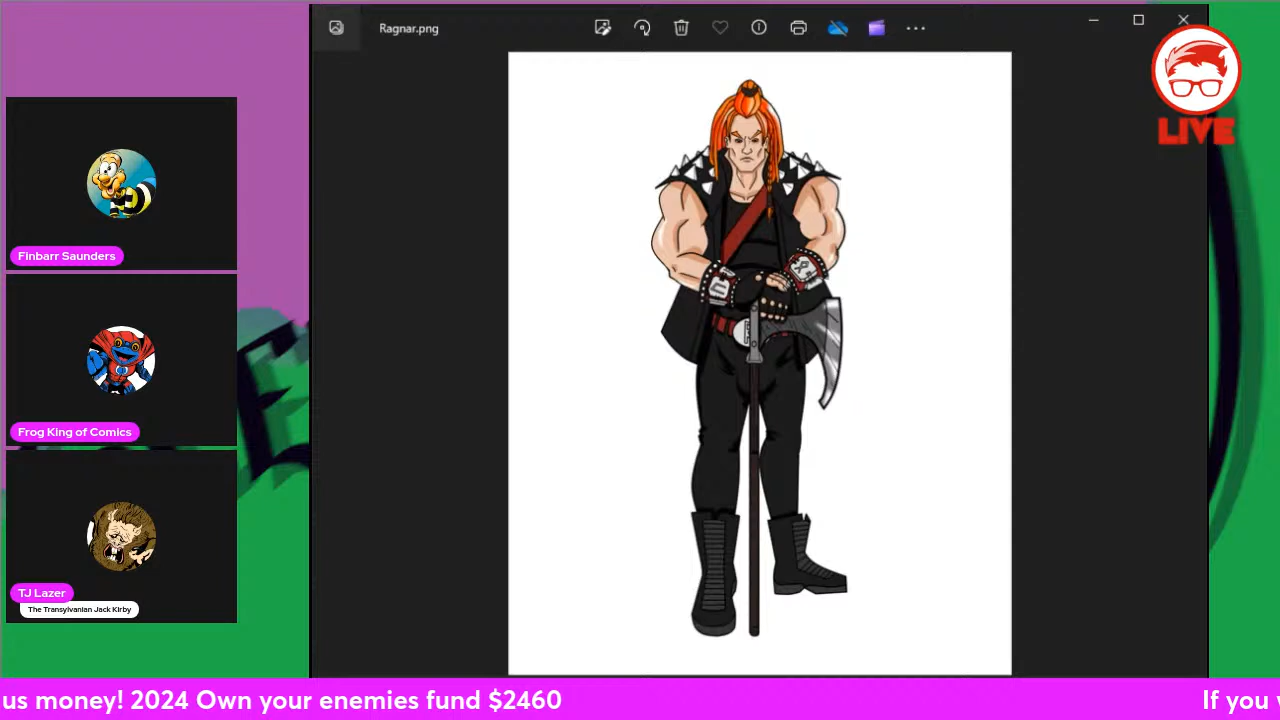 Ragnar.png
LIVE
Finbarr Saunders
Frog King of Comics
TJ Lazer
The Transylvanian Jack Kirby
us money! 2024 Own your enemies fund $2460
If you